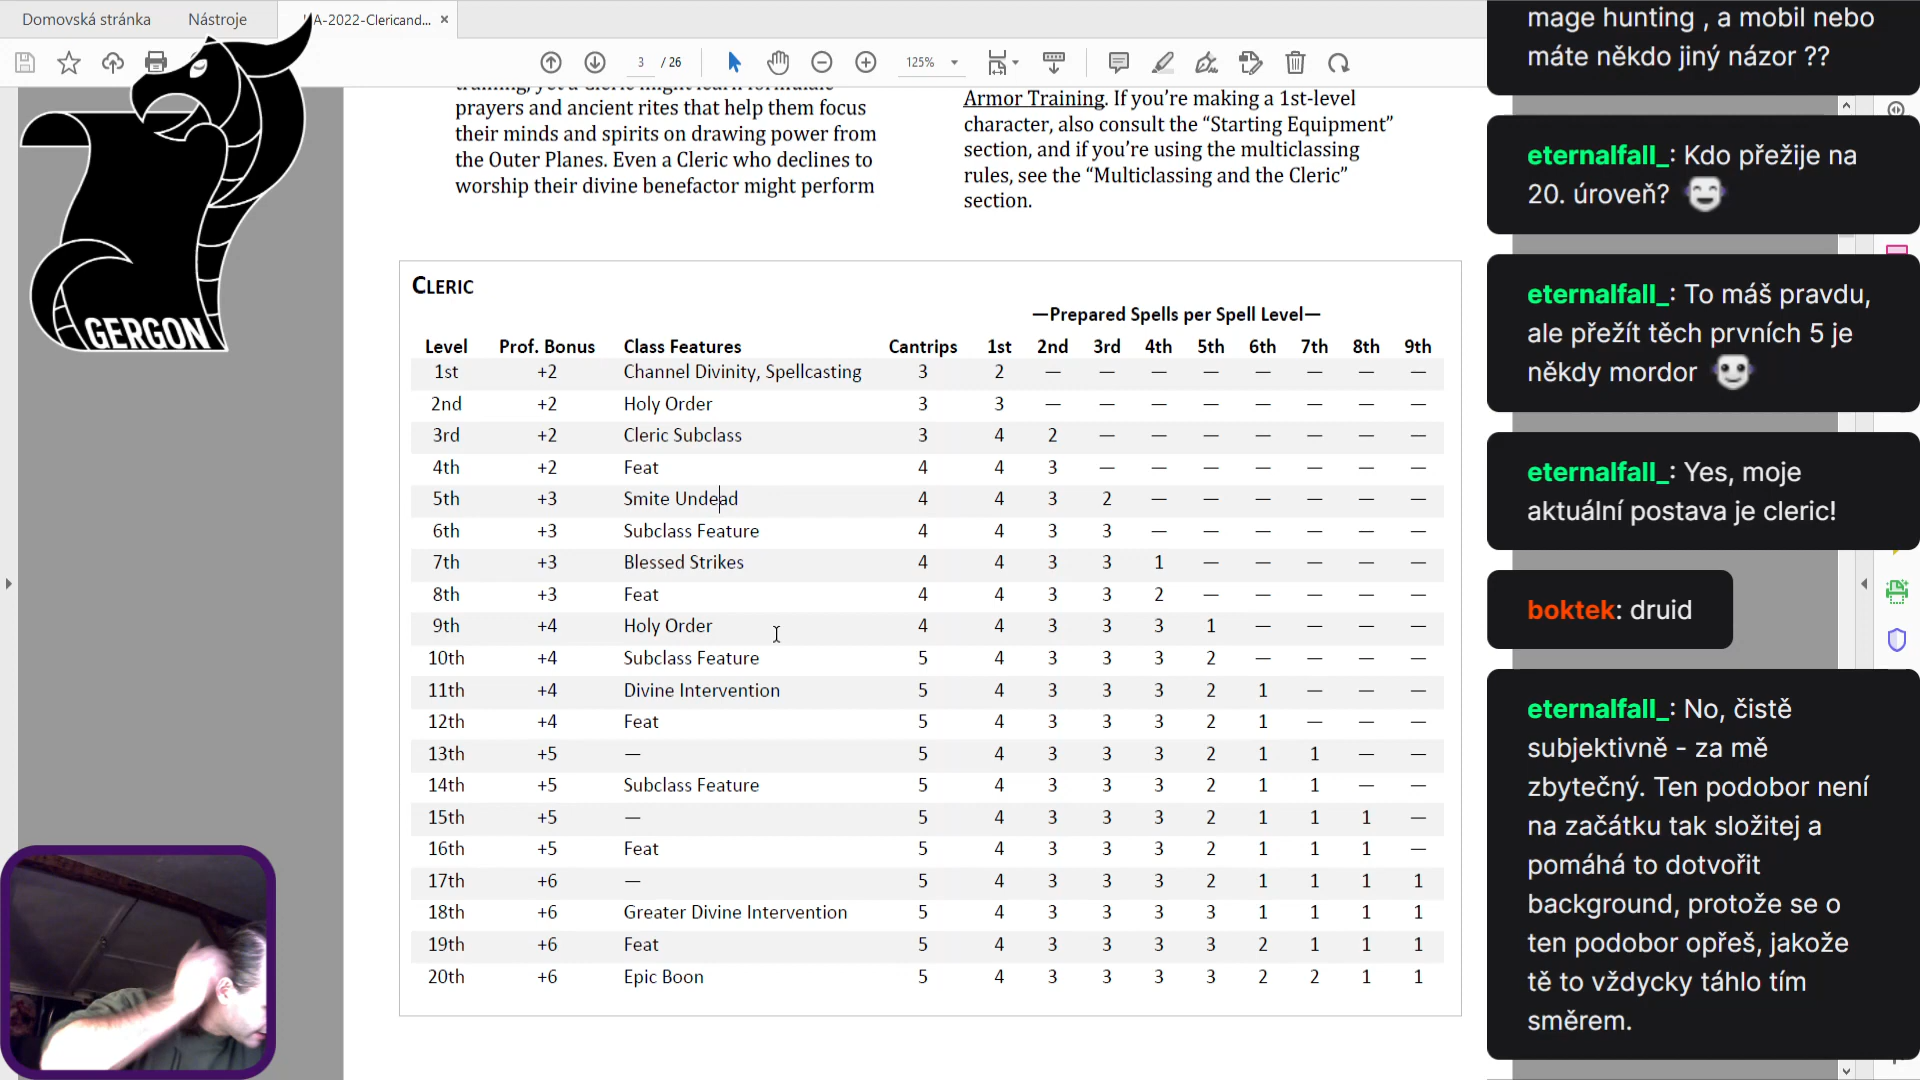 Domovská stránka
Nástroje
A-2022-Clericand...
3 / 26
125%
GERGON
prayers and ancient rites that help them focus
their minds and spirits on drawing power from
the Outer Planes. Even a Cleric who declines to
worship their divine benefactor might perform
Armor Training. If you’re making a 1st-level
character, also consult the “Starting Equipment”
section, and if you’re using the multiclassing
rules, see the “Multiclassing and the Cleric”
section.
CLERIC
—Prepared Spells per Spell Level—
Level Prof. Bonus Class Features Cantrips 1st 2nd 3rd 4th 5th 6th 7th 8th 9th
1st +2 Channel Divinity, Spellcasting 3 2 — — — — — — — —
2nd +2 Holy Order 3 3 — — — — — — — —
3rd +2 Cleric Subclass 3 4 2 — — — — — — —
4th +2 Feat 4 4 3 — — — — — — —
5th +3 Smite Undead 4 4 3 2 — — — — — —
6th +3 Subclass Feature 4 4 3 3 — — — — — —
7th +3 Blessed Strikes 4 4 3 3 1 — — — — —
8th +3 Feat 4 4 3 3 2 — — — — —
9th +4 Holy Order 4 4 3 3 3 1 — — — —
10th +4 Subclass Feature 5 4 3 3 3 2 — — — —
11th +4 Divine Intervention 5 4 3 3 3 2 1 — — —
12th +4 Feat 5 4 3 3 3 2 1 — — —
13th +5 — 5 4 3 3 3 2 1 1 — —
14th +5 Subclass Feature 5 4 3 3 3 2 1 1 — —
15th +5 — 5 4 3 3 3 2 1 1 1 —
16th +5 Feat 5 4 3 3 3 2 1 1 1 —
17th +6 — 5 4 3 3 3 2 1 1 1 1
18th +6 Greater Divine Intervention 5 4 3 3 3 3 1 1 1 1
19th +6 Feat 5 4 3 3 3 3 2 1 1 1
20th +6 Epic Boon 5 4 3 3 3 3 2 2 1 1
mage hunting , a mobil nebo
máte někdo jiný názor ??
eternalfall_: Kdo přežije na
20. úroveň?
eternalfall_: To máš pravdu,
ale přežít těch prvních 5 je
někdy mordor
eternalfall_: Yes, moje
aktuální postava je cleric!
boktek: druid
eternalfall_: No, čistě
subjektivně - za mě
zbytečný. Ten podobor není
na začátku tak složitej a
pomáhá to dotvořit
background, protože se o
ten podobor opřeš, jakože
tě to vždycky táhlo tím
směrem.